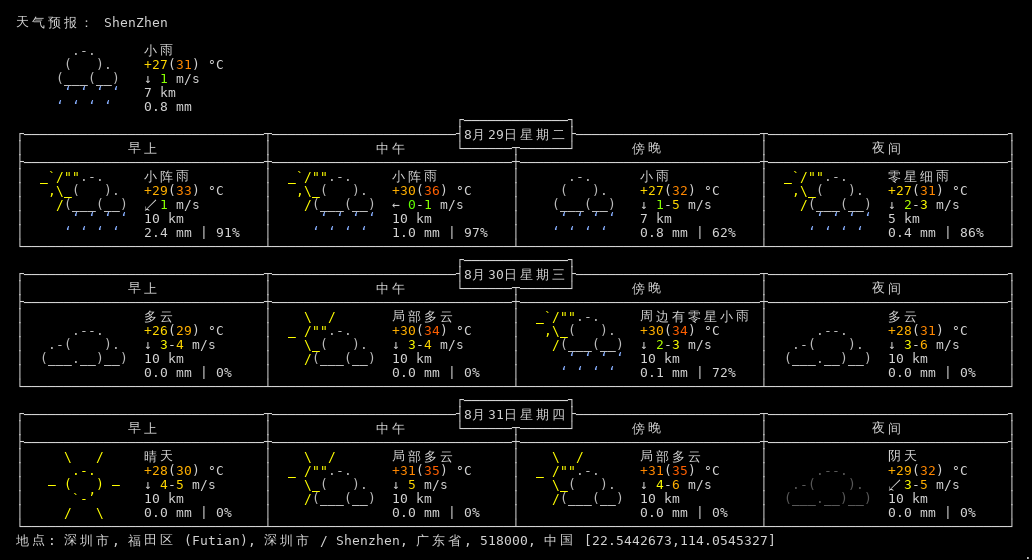 天气预报： ShenZhen
小雨
+27(31) °C
↓ 1 m/s
7 km
0.8 mm
8月29日星期二
早上 中午 傍晚 夜间
小阵雨 小阵雨 小雨 零星细雨
+29(33) °C +30(36) °C +27(32) °C +27(31) °C
↙ 1 m/s ← 0-1 m/s ↓ 1-5 m/s ↓ 2-3 m/s
10 km 10 km 7 km 5 km
2.4 mm | 91% 1.0 mm | 97% 0.8 mm | 62% 0.4 mm | 86%
8月30日星期三
早上 中午 傍晚 夜间
多云 局部多云 周边有零星小雨 多云
+26(29) °C +30(34) °C +30(34) °C +28(31) °C
↓ 3-4 m/s ↓ 3-4 m/s ↓ 2-3 m/s ↓ 3-6 m/s
10 km 10 km 10 km 10 km
0.0 mm | 0% 0.0 mm | 0% 0.1 mm | 72% 0.0 mm | 0%
8月31日星期四
早上 中午 傍晚 夜间
晴天 局部多云 局部多云 阴天
+28(30) °C +31(35) °C +31(35) °C +29(32) °C
↓ 4-5 m/s ↓ 5 m/s ↓ 4-6 m/s ↙ 3-5 m/s
10 km 10 km 10 km 10 km
0.0 mm | 0% 0.0 mm | 0% 0.0 mm | 0% 0.0 mm | 0%
地点: 深圳市, 福田区 (Futian), 深圳市 / Shenzhen, 广东省, 518000, 中国 [22.5442673,114.0545327]